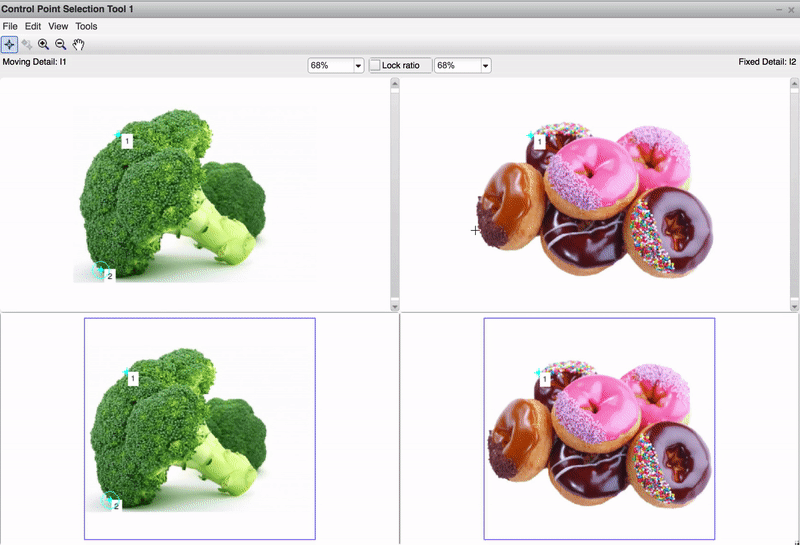 Control Point Selection Tool 1
File Edit View Tools
Moving Detail: I1 68% Lock ratio 68% Fixed Detail: I2
1 1
2
1 1
2